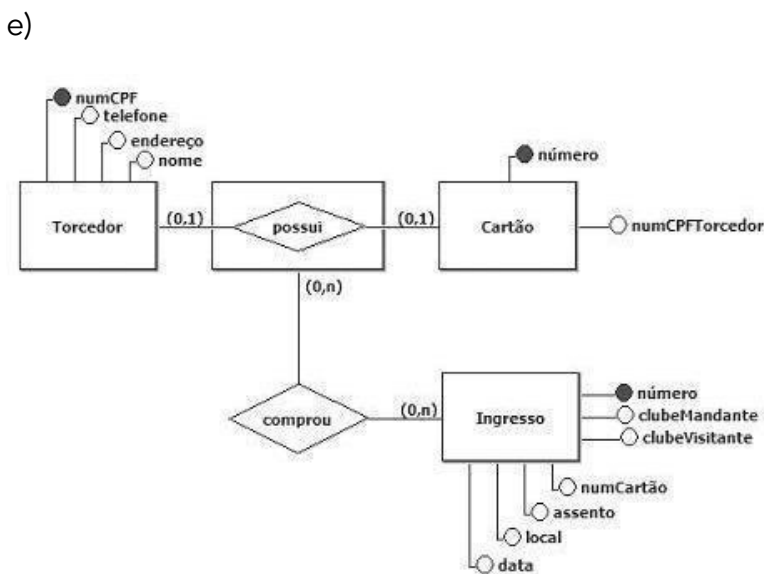 e)
numCPF
telefone
endereço
nome
número
Torcedor
(0,1)
possui
(0,1)
Cartão
numCPFTorcedor
(0,n)
comprou
(0,n)
Ingresso
número
clubeMandante
clubeVisitante
numCartão
assento
local
data